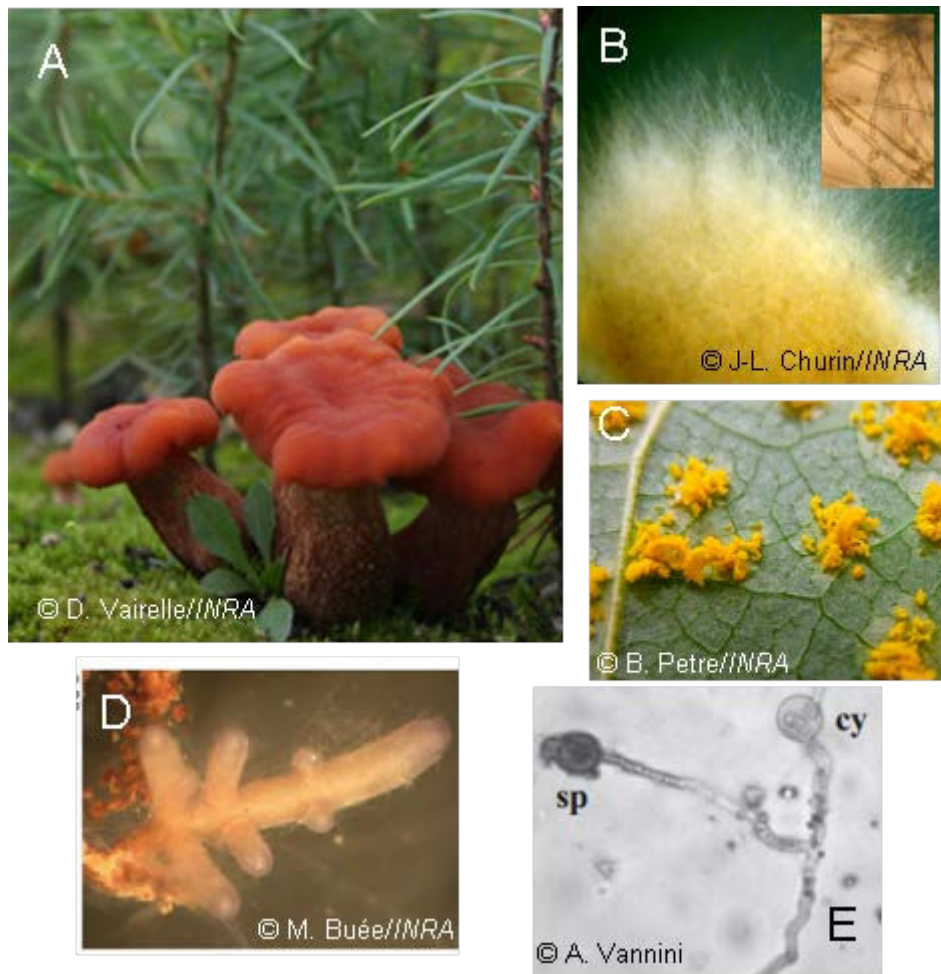 A
© D. Vairelle/INRA
B
© J-L. Churin/INRA
C
© B. Petre/INRA
D
© M. Buée/INRA
cy
sp
E
© A. Vannini